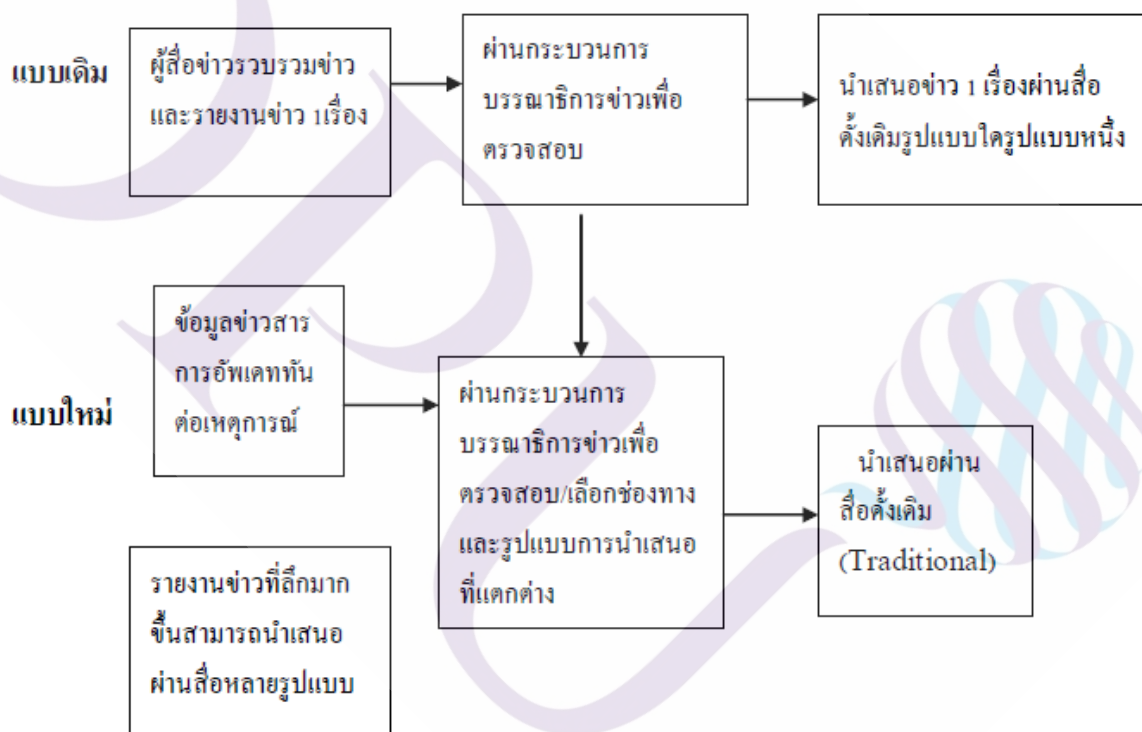 แบบเดิม
ผู้สื่อข่าวรวบรวมข่าว
และรายงานข่าว 1เรื่อง
ผ่านกระบวนการ
บรรณาธิการข่าวเพื่อ
ตรวจสอบ
นำเสนอข่าว 1 เรื่องผ่านสื่อ
ดั้งเดิมรูปแบบใดรูปแบบหนึ่ง
แบบใหม่
ข้อมูลข่าวสาร
การอัพเดททัน
ต่อเหตุการณ์
ผ่านกระบวนการ
บรรณาธิการข่าวเพื่อ
ตรวจสอบ/เลือกช่องทาง
และรูปแบบการนำเสนอ
ที่แตกต่าง
นำเสนอผ่าน
สื่อดั้งเดิม
(Traditional)
รายงานข่าวที่ลึกมาก
ขึ้นสามารถนำเสนอ
ผ่านสื่อหลายรูปแบบ